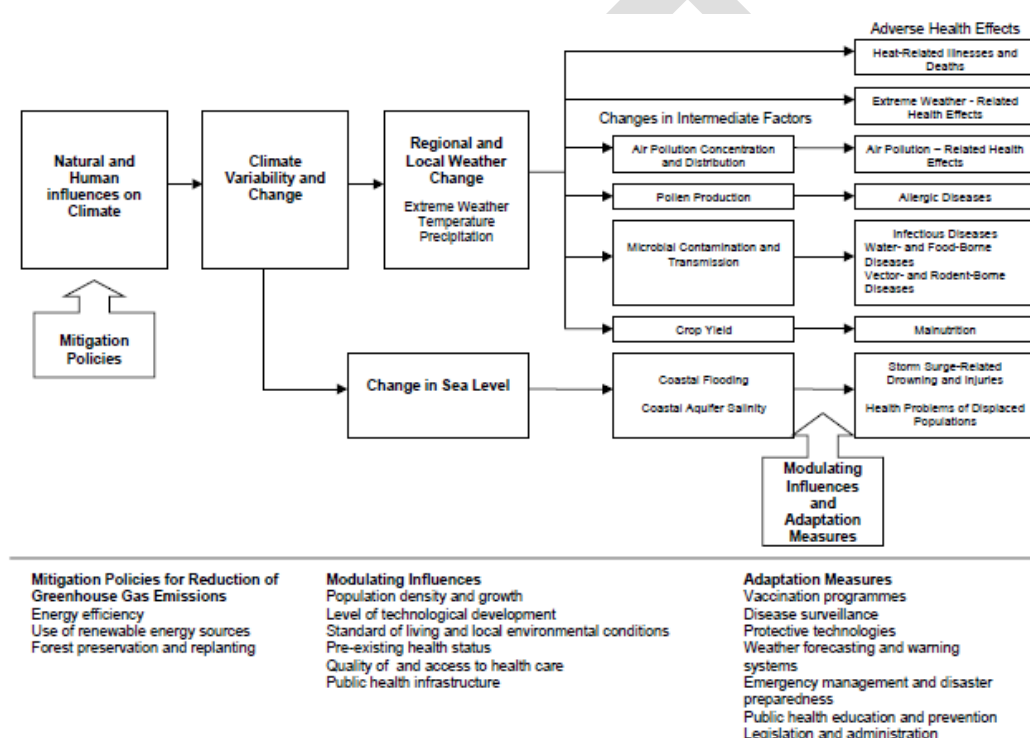 Adverse Health Effects
Heat-Related Illnesses and
Deaths
Extreme Weather - Related
Health Effects
Changes in Intermediate Factors
Natural and
Human
influences on
Climate
Climate
Variability and
Change
Regional and
Local Weather
Change
Extreme Weather
Temperature
Precipitation
Air Pollution Concentration
and Distribution
Air Pollution – Related Health
Effects
Pollen Production
Allergic Diseases
Microbial Contamination and
Transmission
Infectious Diseases
Water- and Food-Borne
Diseases
Vector- and Rodent-Borne
Diseases
Crop Yield
Malnutrition
Mitigation
Policies
Change in Sea Level
Coastal Flooding
Coastal Aquifer Salinity
Storm Surge-Related
Drowning and Injuries
Health Problems of Displaced
Populations
Modulating
Influences
and
Adaptation
Measures
Mitigation Policies for Reduction of
Greenhouse Gas Emissions
Energy efficiency
Use of renewable energy sources
Forest preservation and replanting
Modulating Influences
Population density and growth
Level of technological development
Standard of living and local environmental conditions
Pre-existing health status
Quality of and access to health care
Public health infrastructure
Adaptation Measures
Vaccination programmes
Disease surveillance
Protective technologies
Weather forecasting and warning
systems
Emergency management and disaster
preparedness
Public health education and prevention
Legislation and administration